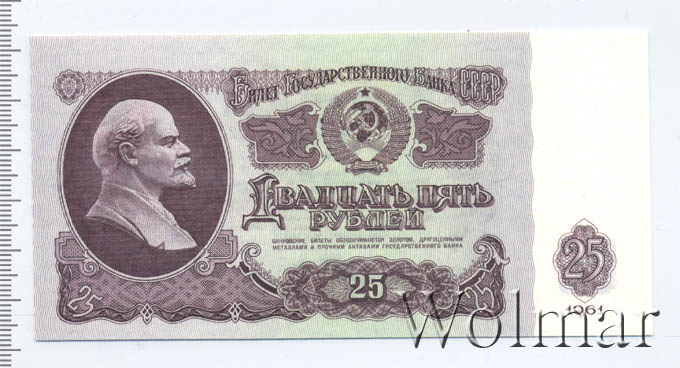 Билет Государственного Банка СССР
Двадцать пять
рублей
БАНКОВСКИЕ БИЛЕТЫ ОБЕСПЕЧИВАЮТСЯ ЗОЛОТОМ, ДРАГОЦЕННЫМИ
МЕТАЛЛАМИ И ПРОЧИМИ АКТИВАМИ ГОСУДАРСТВЕННОГО БАНКА
25
25
25
25
1961
Wolmar